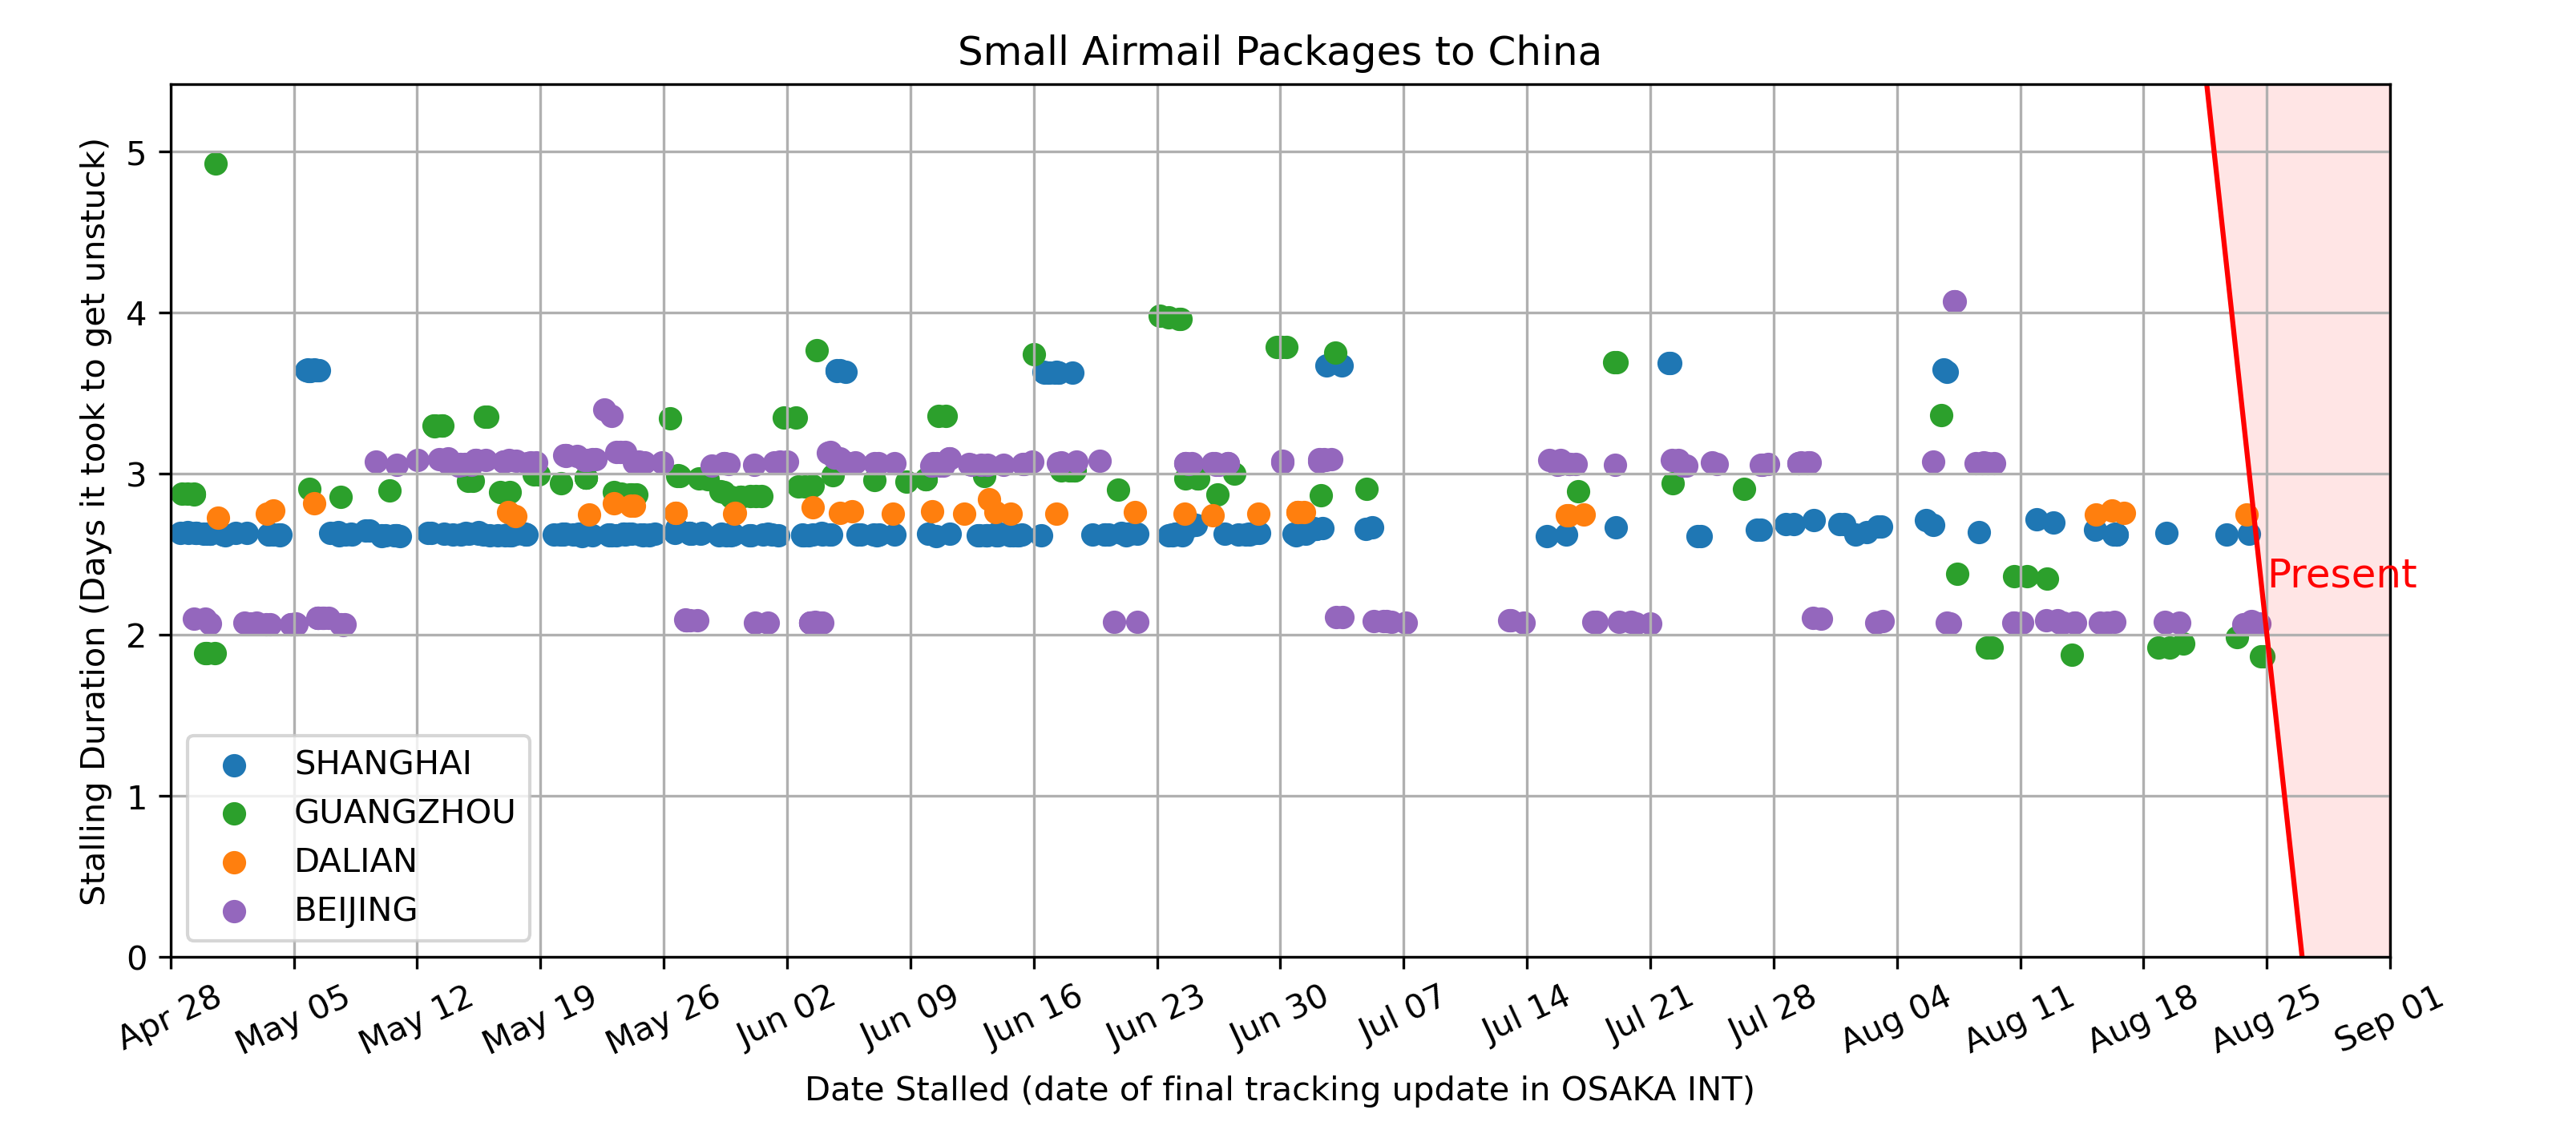 Small Airmail Packages to China
Stalling Duration (Days it took to get unstuck)
5
4
3
2
1
0
Present
SHANGHAI
GUANGZHOU
DALIAN
BEIJING
Apr 28
May 05
May 12
May 19
May 26
Jun 02
Jun 09
Jun 16
Jun 23
Jun 30
Jul 07
Jul 14
Jul 21
Jul 28
Aug 04
Aug 11
Aug 18
Aug 25
Sep 01
Date Stalled (date of final tracking update in OSAKA INT)